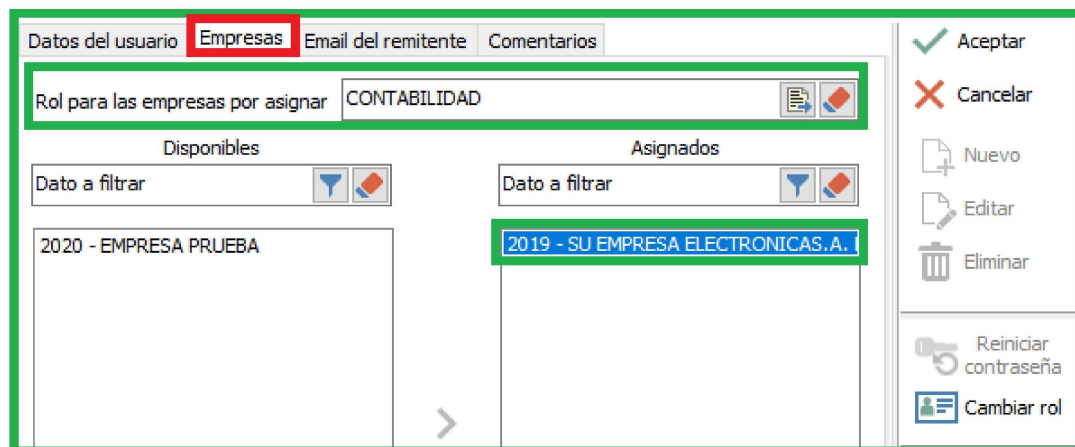 Datos del usuario Empresas Email del remitente Comentarios
Rol para las empresas por asignar CONTABILIDAD
Disponibles
Dato a filtrar
2020 - EMPRESA PRUEBA
Asignados
Dato a filtrar
2019 - SU EMPRESA ELECTRONICAS.A.
Aceptar
Cancelar
Nuevo
Editar
Eliminar
Reiniciar
contraseña
Cambiar rol